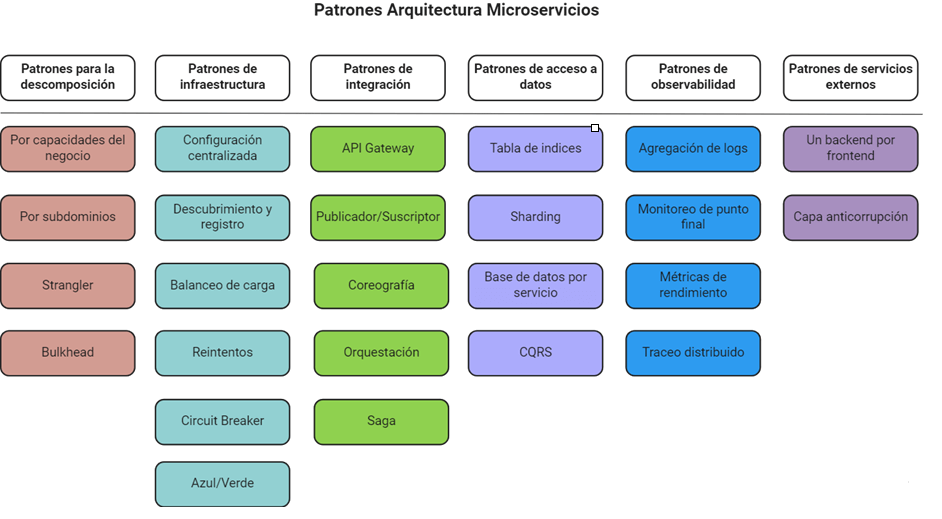 Patrones Arquitectura Microservicios
Patrones para la
descomposición
Patrones de
infraestructura
Patrones de
integración
Patrones de acceso a
datos
Patrones de
observabilidad
Patrones de servicios
externos
Por capacidades del
negocio
Configuración
centralizada
API Gateway
Tabla de indices
Agregación de logs
Un backend por
frontend
Por subdominios
Descubrimiento y
registro
Publicador/Suscriptor
Sharding
Monitoreo de punto
final
Capa anticorrupción
Strangler
Balanceo de carga
Coreografía
Base de datos por
servicio
Métricas de
rendimiento
Bulkhead
Reintentos
Orquestación
CQRS
Traceo distribuido
Circuit Breaker
Saga
Azul/Verde